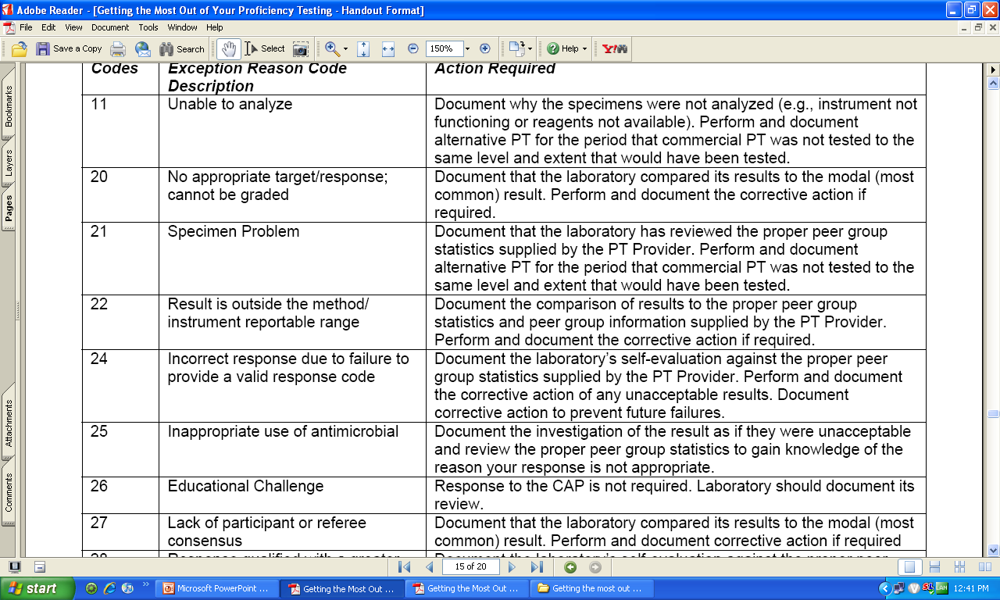 Adobe Reader - [Getting the Most Out of Your Proficiency Testing - Handout Format]
File Edit View Document Tools Window Help
Save a Copy Search Select 150% Help Y!
Codes Exception Reason Code Action Required
Description
11 Unable to analyze Document why the specimens were not analyzed (e.g., instrument not
functioning or reagents not available). Perform and document
alternative PT for the period that commercial PT was not tested to the
same level and extent that would have been tested.
20 No appropriate target/response; Document that the laboratory compared its results to the modal (most
cannot be graded common) result. Perform and document the corrective action if
required.
21 Specimen Problem Document that the laboratory has reviewed the proper peer group
statistics supplied by the PT Provider. Perform and document
alternative PT for the period that commercial PT was not tested to the
same level and extent that would have been tested.
22 Result is outside the method/ Document the comparison of results to the proper peer group
instrument reportable range statistics and peer group information supplied by the PT Provider.
Perform and document the corrective action if required.
24 Incorrect response due to failure to Document the laboratory's self-evaluation against the proper peer
provide a valid response code group statistics supplied by the PT Provider. Perform and document
the corrective action of any unacceptable results. Document
corrective action to prevent future failures.
25 Inappropriate use of antimicrobial Document the investigation of the result as if they were unacceptable
and review the proper peer group statistics to gain knowledge of the
reason your response is not appropriate.
26 Educational Challenge Response to the CAP is not required. Laboratory should document its
review.
27 Lack of participant or referee Document that the laboratory compared its results to the modal (most
consensus common) result. Perform and document corrective action if required
28 Response qualified with a greater Document the laboratory's self-evaluation against the proper peer
Bookmarks
Layers
Pages
Attachments
Comments
15 of 20
start Microsoft PowerPoint ... Getting the Most Out ... Getting the Most Out ... Getting the most out ... LAN 12:41 PM